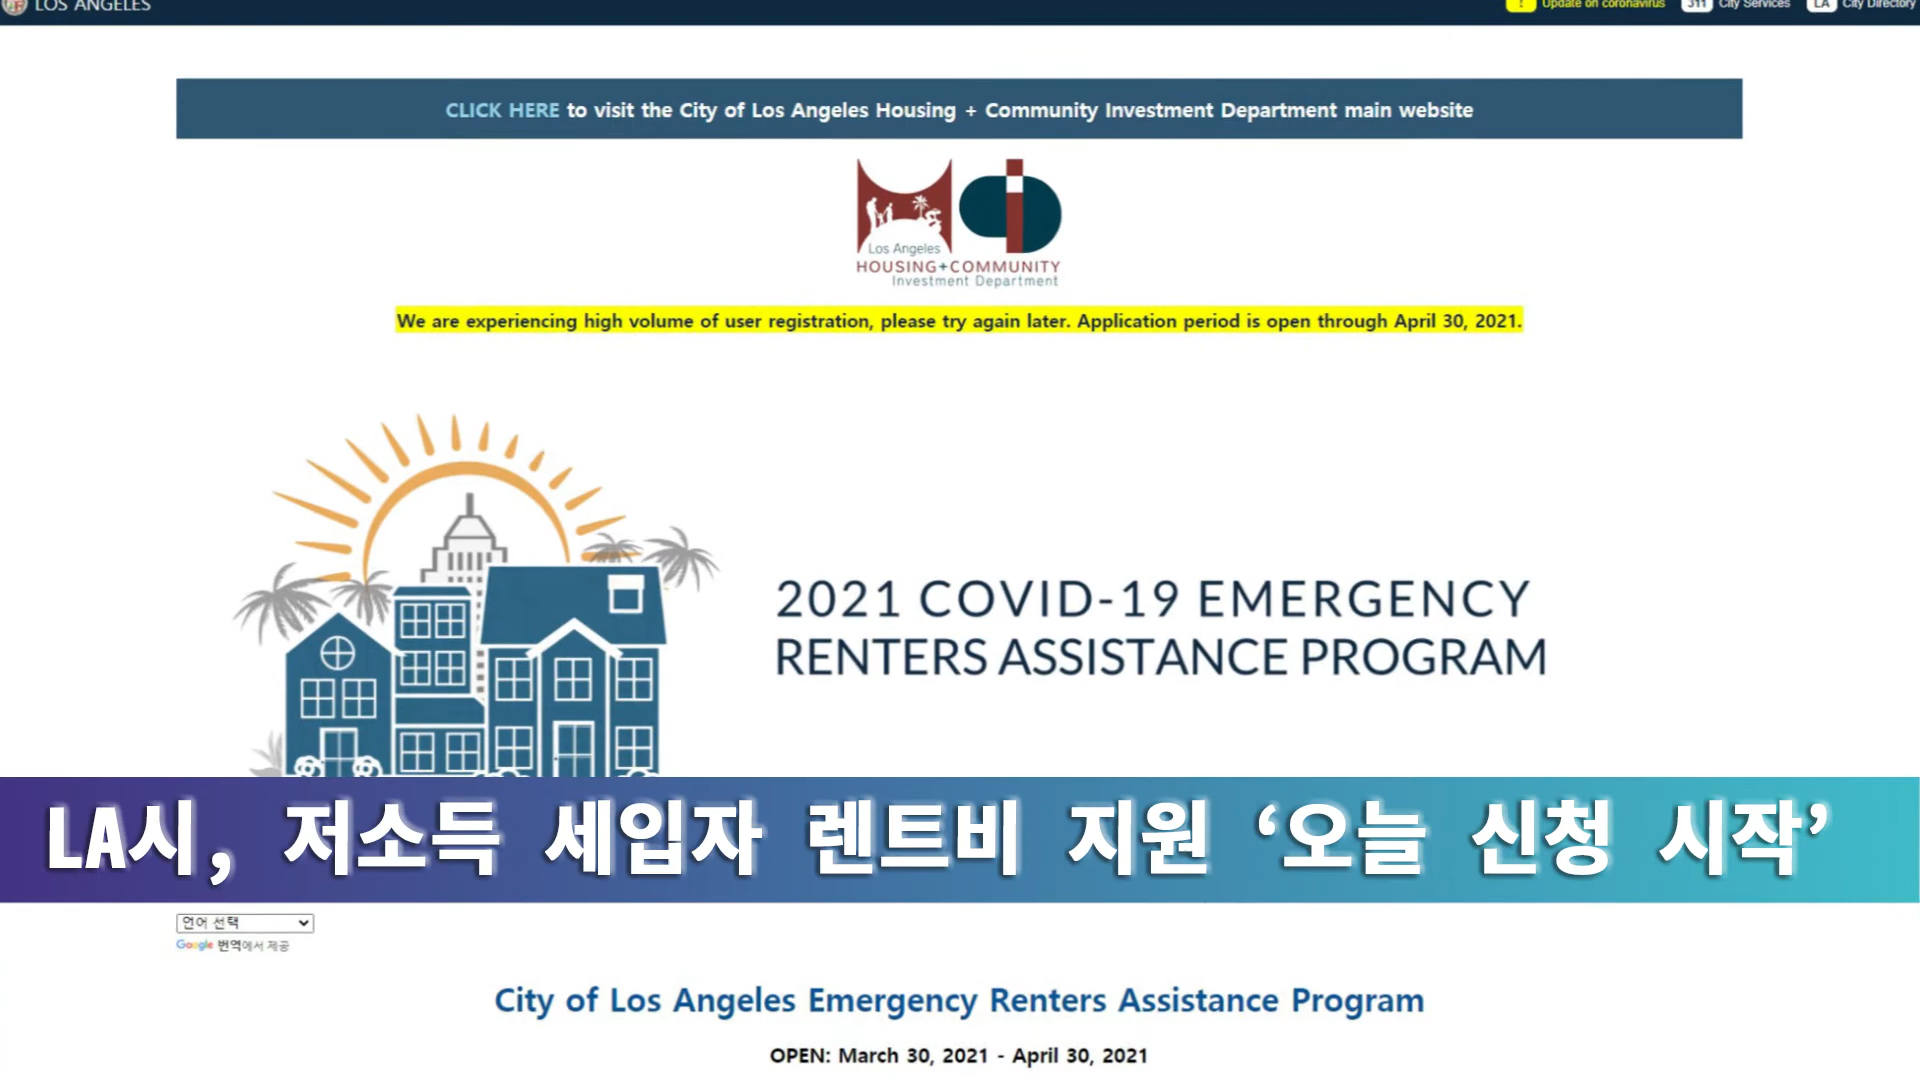 LOS ANGELES
! Update on coronavirus 311 City Services LA City Directory
CLICK HERE to visit the City of Los Angeles Housing + Community Investment Department main website
Los Angeles
HOUSING+COMMUNITY
Investment Department
We are experiencing high volume of user registration, please try again later. Application period is open through April 30, 2021.
2021 COVID-19 EMERGENCY
RENTERS ASSISTANCE PROGRAM
LA시, 저소득 세입자 렌트비 지원 ‘오늘 신청 시작’
언어 선택
Google 번역에서 제공
City of Los Angeles Emergency Renters Assistance Program
OPEN: March 30, 2021 - April 30, 2021